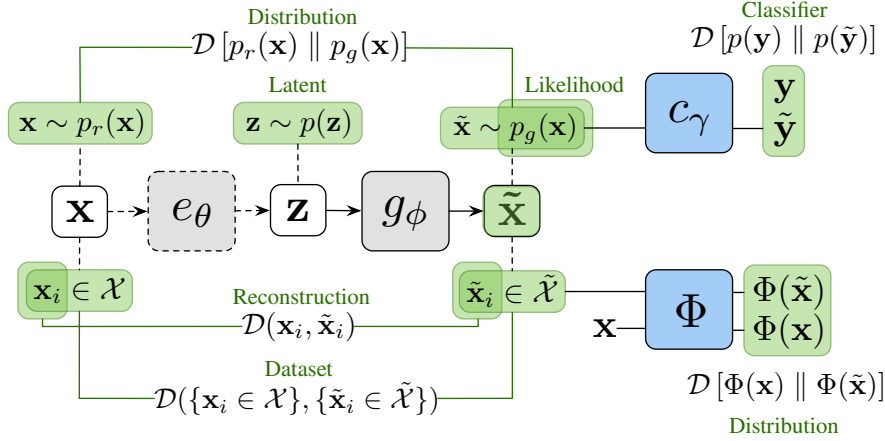 Distribution
𝒟 [p_r(𝐱) ∥ p_g(𝐱)]
Classifier
𝒟 [p(𝐲) ∥ p(𝐲̃)]
Latent
Likelihood
𝐱 ∼ p_r(𝐱)
𝐳 ∼ p(𝐳)
𝐱̃ ∼ p_g(𝐱)
c_γ
𝐲
𝐲̃
𝐱
e_θ
𝐳
g_ϕ
𝐱̃
𝐱_i ∈ 𝒳
𝐱̃_i ∈ 𝒳̃
Φ
Φ(𝐱̃)
𝐱
Φ(𝐱)
Reconstruction
𝒟(𝐱_i, 𝐱̃_i)
Dataset
𝒟({𝐱_i ∈ 𝒳}, {𝐱̃_i ∈ 𝒳̃})
𝒟 [Φ(𝐱) ∥ Φ(𝐱̃)]
Distribution